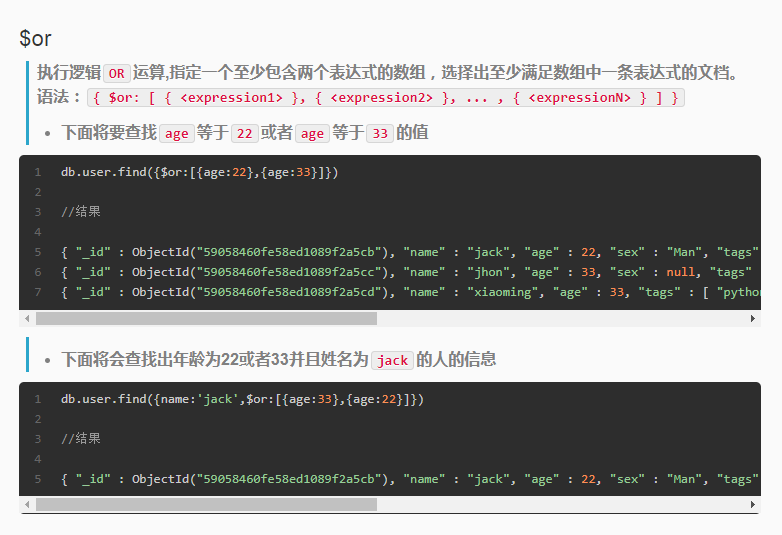 $or
执行逻辑 OR 运算,指定一个至少包含两个表达式的数组，选择出至少满足数组中一条表达式的文档。
语法： { $or: [ { <expression1> }, { <expression2> }, ... , { <expressionN> } ] }
• 下面将要查找 age 等于 22 或者 age 等于 33 的值
1 db.user.find({$or:[{age:22},{age:33}]})
2
3 //结果
4
5 { "_id" : ObjectId("59058460fe58ed1089f2a5cb"), "name" : "jack", "age" : 22, "sex" : "Man", "tags"
6 { "_id" : ObjectId("59058460fe58ed1089f2a5cc"), "name" : "jhon", "age" : 33, "sex" : null, "tags"
7 { "_id" : ObjectId("59058460fe58ed1089f2a5cd"), "name" : "xiaoming", "age" : 33, "tags" : [ "python
• 下面将会查找出年龄为22或者33并且姓名为 jack 的人的信息
1 db.user.find({name:'jack',$or:[{age:33},{age:22}]})
2
3 //结果
4
5 { "_id" : ObjectId("59058460fe58ed1089f2a5cb"), "name" : "jack", "age" : 22, "sex" : "Man", "tags"